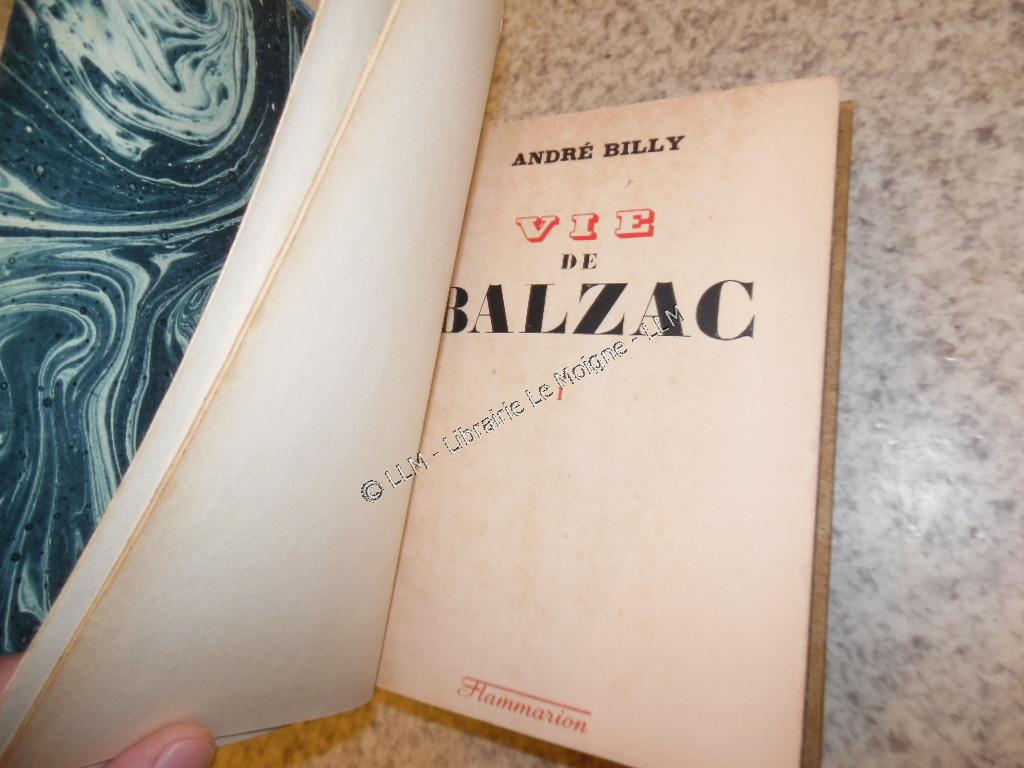 ANDRÉ BILLY
VIE
DE
BALZAC
I
© LLM - Librairie Le Moigne - LLM
Flammarion